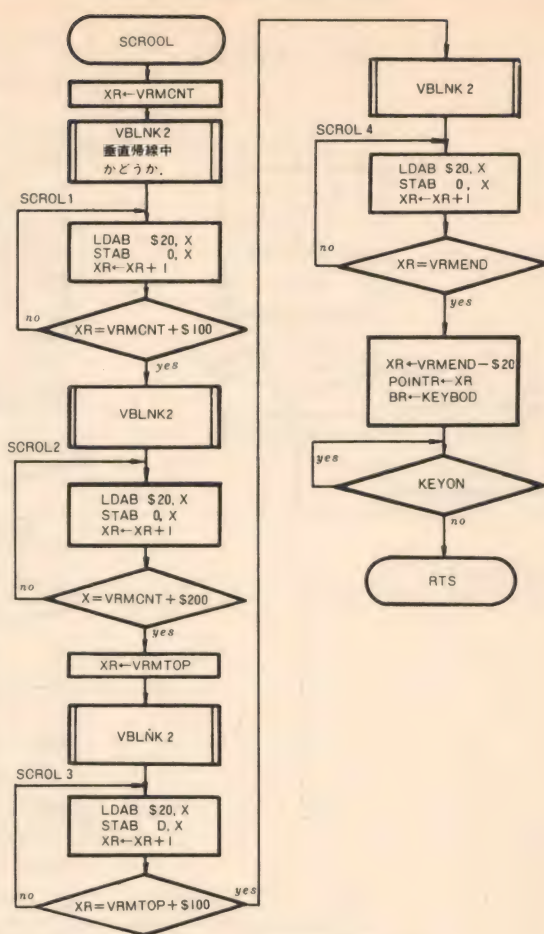 SCROOL
XR←VRMCNT
VBLNK2
垂直帰線中
かどうか.
SCROL1
LDAB $20, X
STAB 0, X
XR←XR+1
no
XR=VRMCNT+$100
yes
VBLNK2
SCROL2
LDAB $20, X
STAB 0, X
XR←XR+1
no
X=VRMCNT+$200
yes
XR←VRMTOP
VBLNK 2
SCROL 3
LDAB $20, X
STAB D, X
XR←XR+1
no
XR=VRMTOP+$100
yes
VBLNK 2
SCROL 4
LDAB $20, X
STAB 0, X
XR←XR+1
no
XR=VRMEND
yes
XR←VRMEND-$20
POINTR←XR
BR←KEYBOD
yes
KEYON
no
RTS